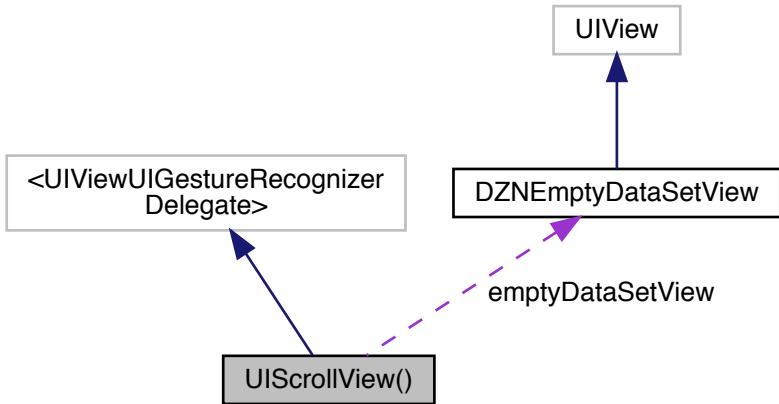 UIView
<UIViewUIGestureRecognizer
Delegate>
DZNEmptyDataSetView
emptyDataSetView
UIScrollView()